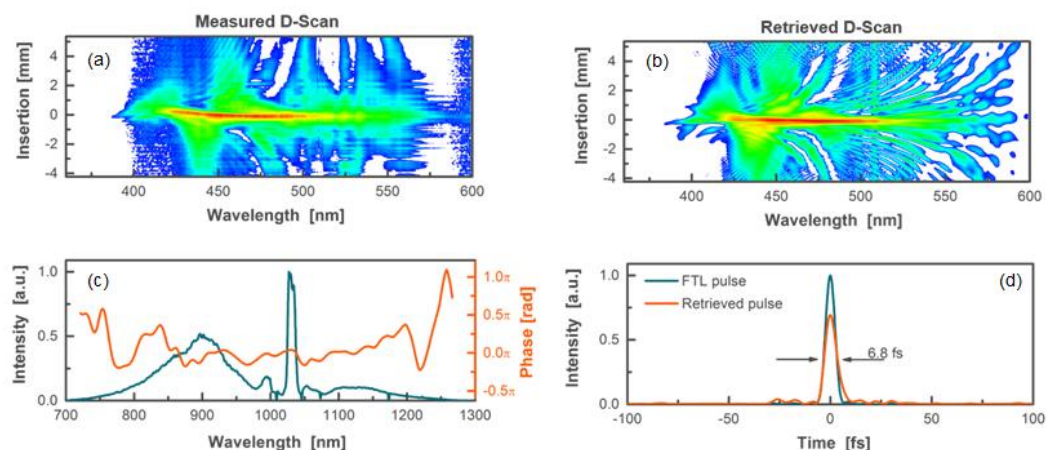 Measured D-Scan
(a)
Insertion [mm]
4
2
0
-2
-4
400
450
500
550
600
Wavelength [nm]
Retrieved D-Scan
(b)
Insertion [mm]
4
2
0
-2
-4
400
450
500
550
600
Wavelength [nm]
(c)
Intensity [a.u.]
1.0
0.5
0.0
700
800
900
1000
1100
1200
1300
Wavelength [nm]
1.0π
0.5π
0.0π
-0.5π
Phase [rad]
(d)
FTL pulse
Retrieved pulse
6.8 fs
Intensity [a.u.]
1.0
0.5
0.0
-100
-50
0
50
100
Time [fs]